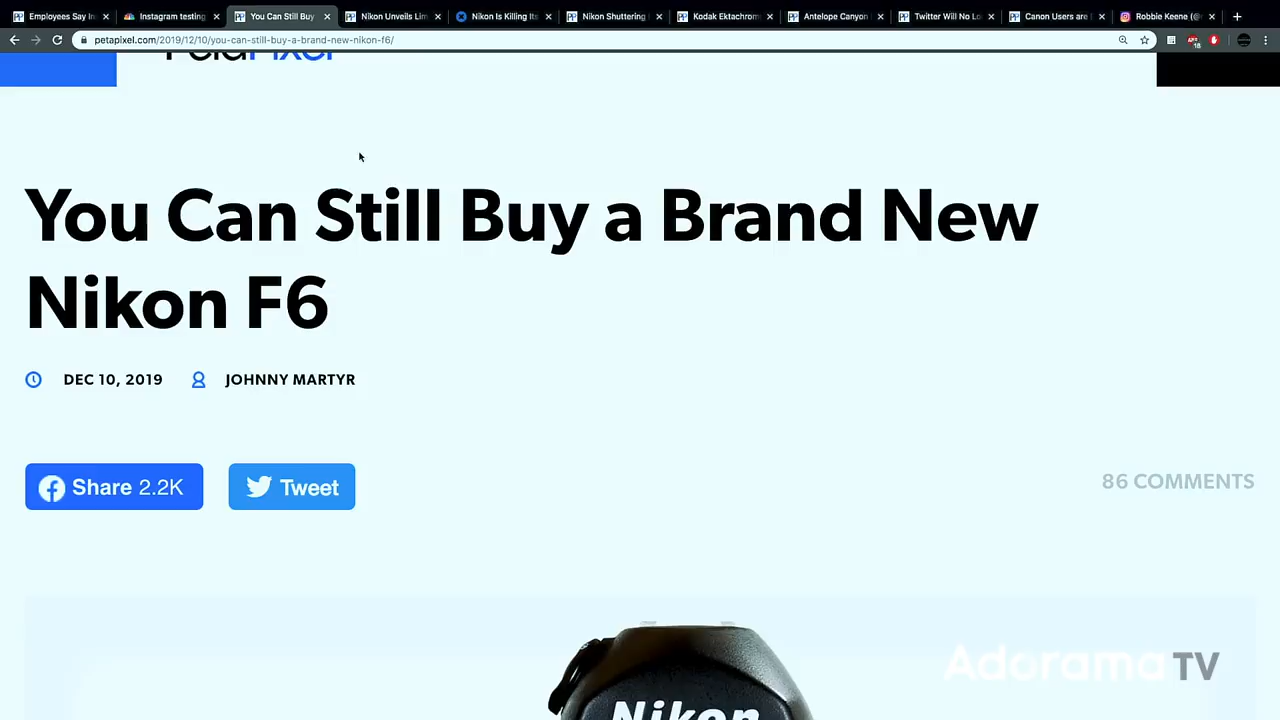 Employees Say In
Instagram testing
You Can Still Buy
Nikon Unveils Lim
Nikon Is Killing Its
Nikon Shuttering
Kodak Ektachrom
Antelope Canyon
Twitter Will No Lo
Canon Users are
Robbie Keene (@
petapixel.com/2019/12/10/you-can-still-buy-a-brand-new-nikon-f6/
PetaPixel
You Can Still Buy a Brand New
Nikon F6
DEC 10, 2019 JOHNNY MARTYR
Share 2.2K Tweet
86 COMMENTS
Adorama TV
Nikon